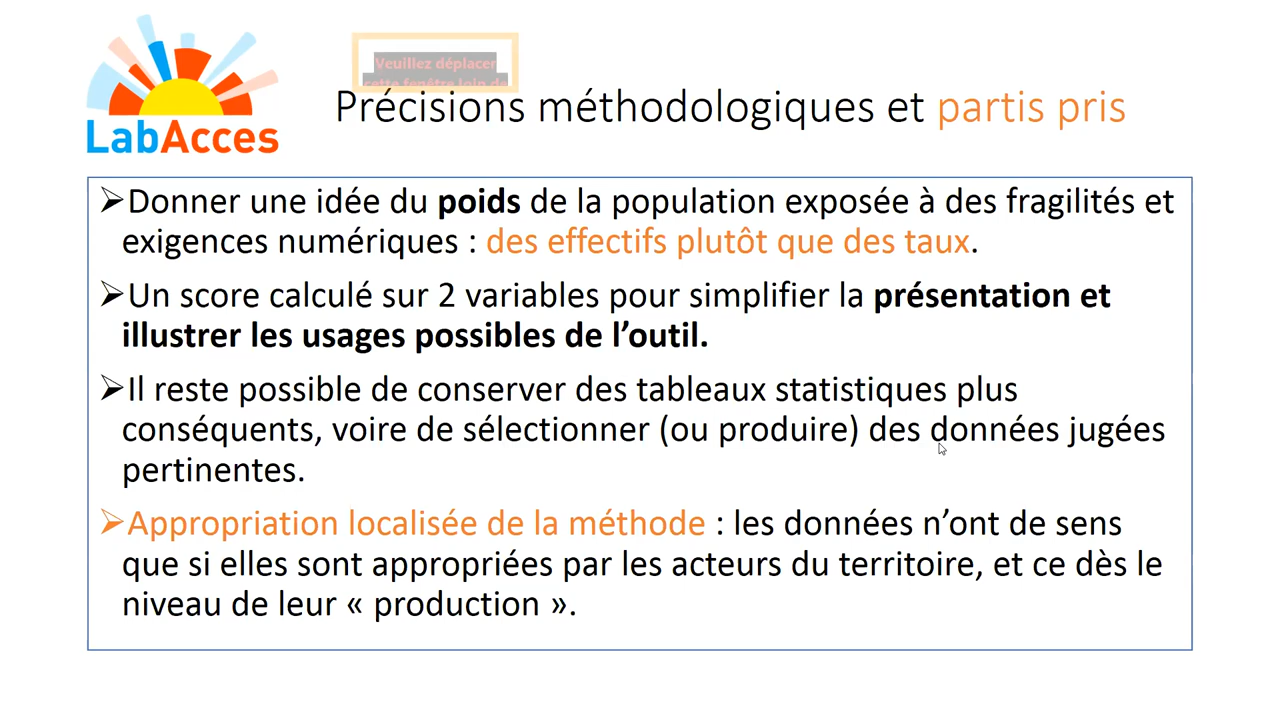 Veuillez déplacer
cette fenêtre loin de
LabAcces
Précisions méthodologiques et partis pris
➢Donner une idée du poids de la population exposée à des fragilités et
exigences numériques : des effectifs plutôt que des taux.
➢Un score calculé sur 2 variables pour simplifier la présentation et
illustrer les usages possibles de l’outil.
➢Il reste possible de conserver des tableaux statistiques plus
conséquents, voire de sélectionner (ou produire) des données jugées
pertinentes.
➢Appropriation localisée de la méthode : les données n’ont de sens
que si elles sont appropriées par les acteurs du territoire, et ce dès le
niveau de leur « production ».